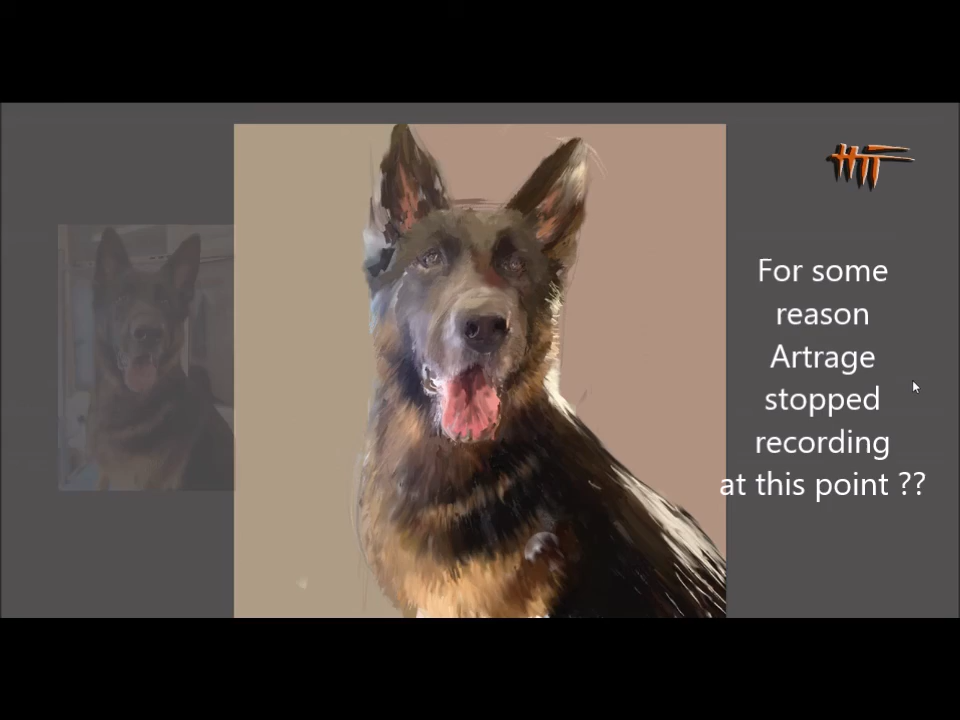 For some
reason
Artrage
stopped
recording
at this point ??